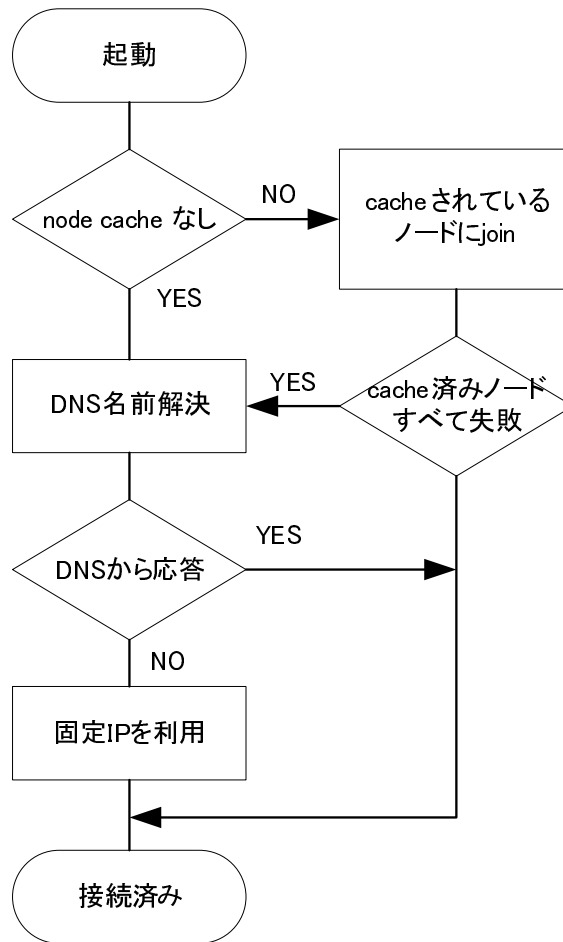 起動
node cache なし
NO
cacheされている
ノードにjoin
YES
DNS名前解決
YES
cache済みノード
すべて失敗
DNSから応答
YES
NO
固定IPを利用
接続済み